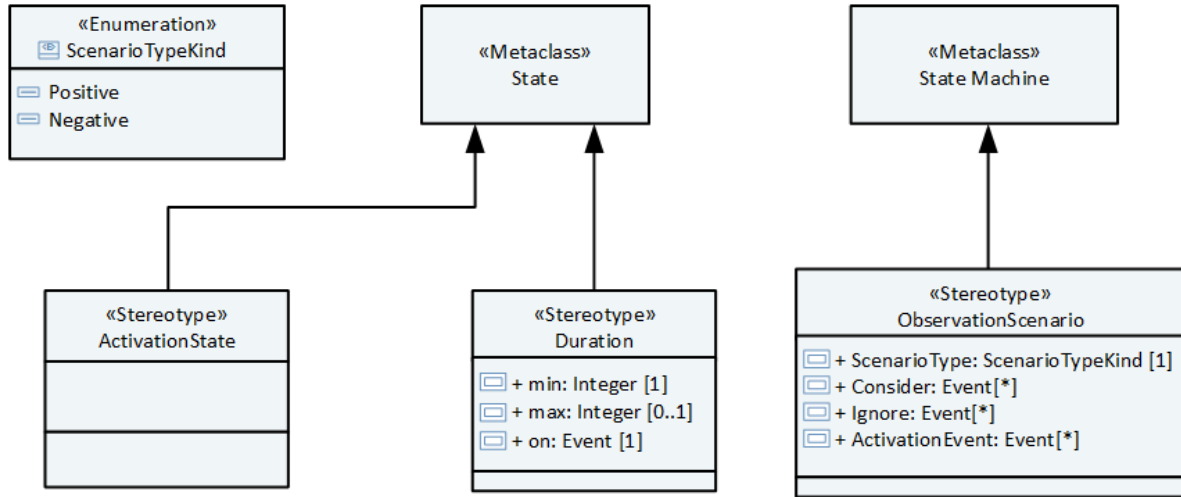 «Enumeration»
ScenarioTypeKind
Positive
Negative
«Metaclass»
State
«Metaclass»
State Machine
«Stereotype»
ActivationState
«Stereotype»
Duration
+ min: Integer [1]
+ max: Integer [0..1]
+ on: Event [1]
«Stereotype»
ObservationScenario
+ ScenarioType: ScenarioTypeKind [1]
+ Consider: Event[*]
+ Ignore: Event[*]
+ ActivationEvent: Event[*]